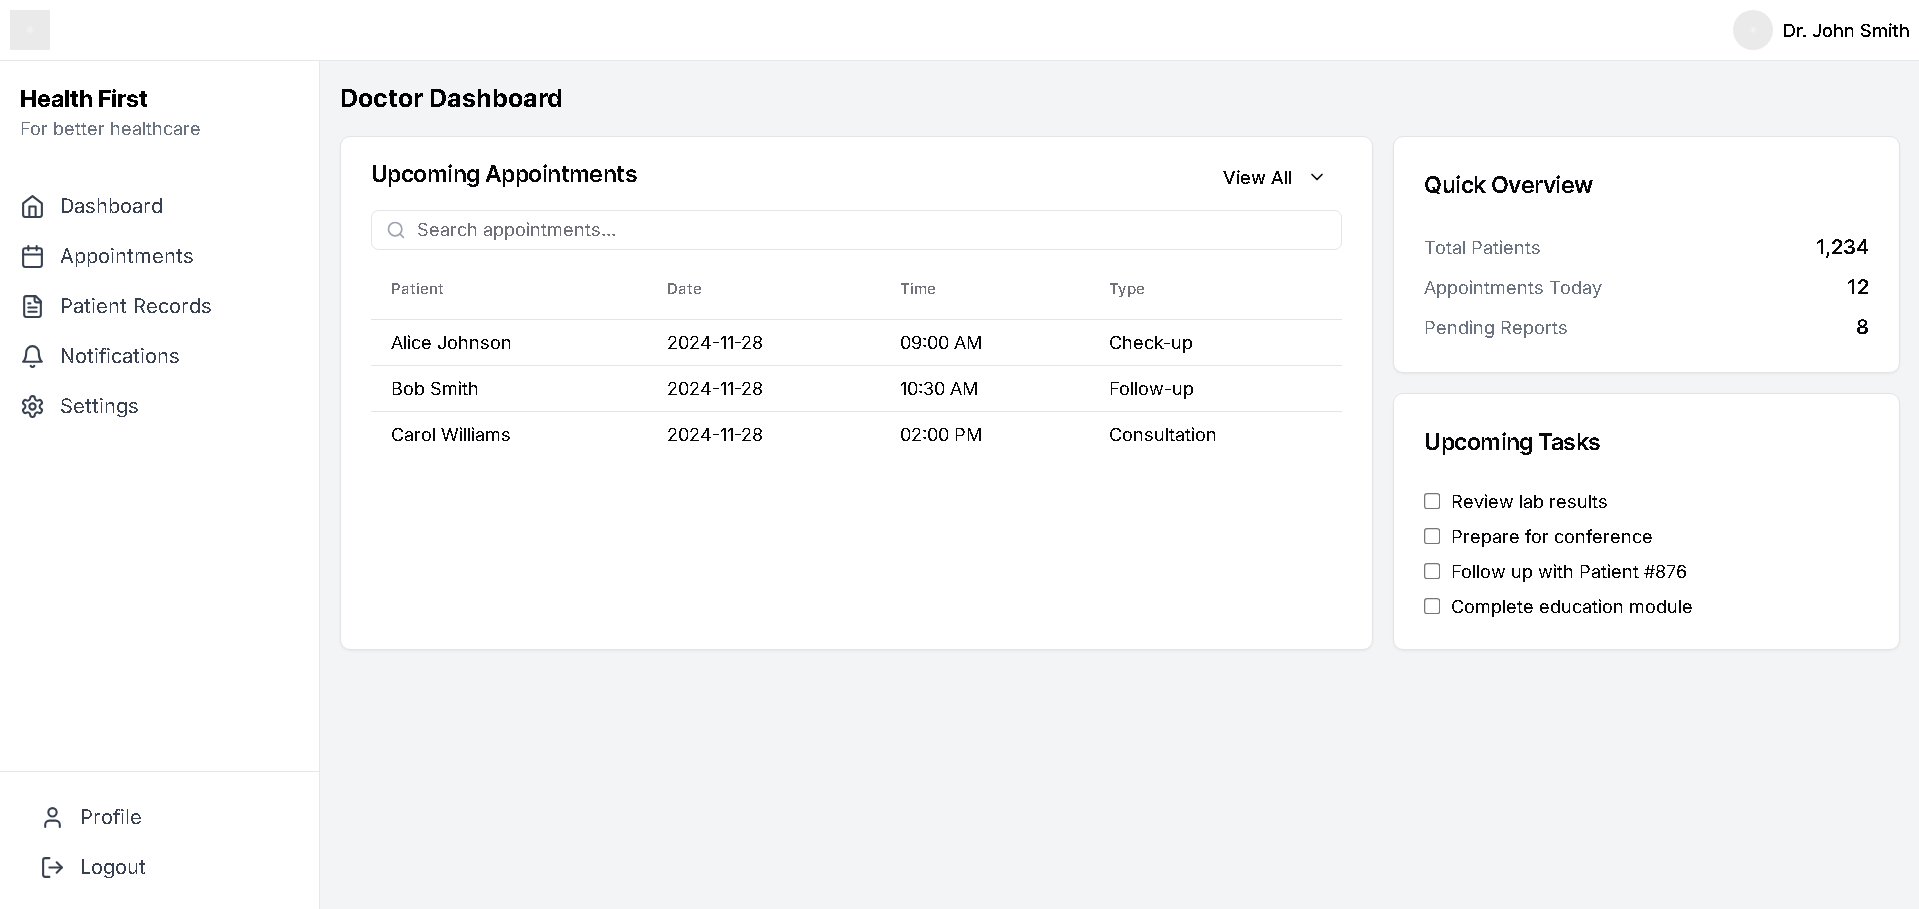 Dr. John Smith
Health First
For better healthcare
Dashboard
Appointments
Patient Records
Notifications
Settings
Profile
Logout
Doctor Dashboard
Upcoming Appointments
View All
Search appointments...
Patient Date Time Type
Alice Johnson 2024-11-28 09:00 AM Check-up
Bob Smith 2024-11-28 10:30 AM Follow-up
Carol Williams 2024-11-28 02:00 PM Consultation
Quick Overview
Total Patients 1,234
Appointments Today 12
Pending Reports 8
Upcoming Tasks
Review lab results
Prepare for conference
Follow up with Patient #876
Complete education module